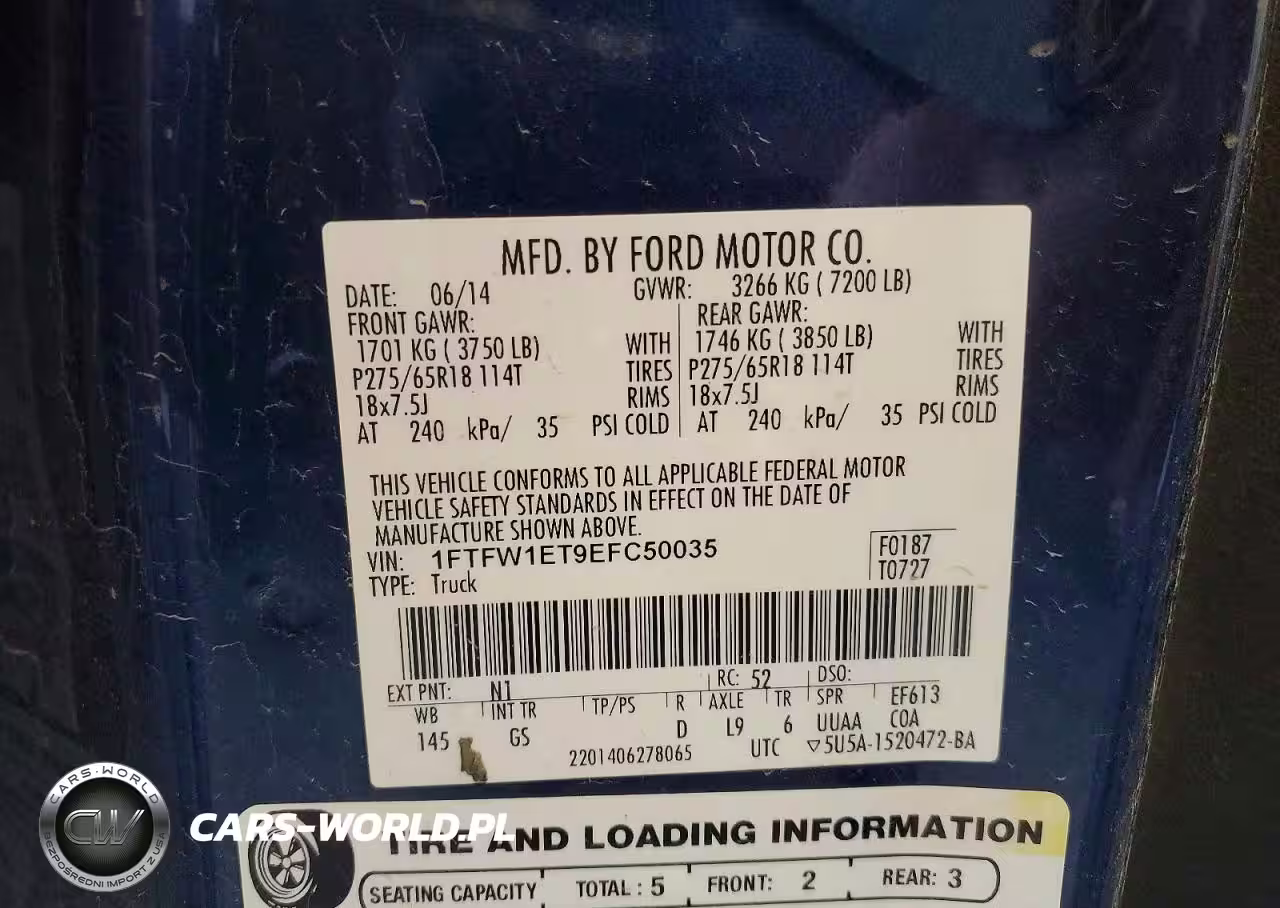 MFD. BY FORD MOTOR CO.
DATE: 06/14 GVWR: 3266 KG ( 7200 LB)
FRONT GAWR: REAR GAWR:
1701 KG ( 3750 LB) WITH 1746 KG ( 3850 LB) WITH
P275/65R18 114T TIRES P275/65R18 114T TIRES
18x7.5J RIMS 18x7.5J RIMS
AT 240 kPa/ 35 PSI COLD AT 240 kPa/ 35 PSI COLD
THIS VEHICLE CONFORMS TO ALL APPLICABLE FEDERAL MOTOR
VEHICLE SAFETY STANDARDS IN EFFECT ON THE DATE OF
MANUFACTURE SHOWN ABOVE.
VIN: 1FTFW1ET9EFC50035 F0187
TYPE: Truck T0727
EXT PNT: N1 RC: 52 DSO:
WB INT TR TP/PS R AXLE TR SPR EF613
145 GS D L9 6 UUAA COA
2201406278065 UTC ▽5U5A-1520472-BA
TIRE AND LOADING INFORMATION
SEATING CAPACITY TOTAL : 5 FRONT: 2 REAR: 3
CARS-WORLD
CW
BEZPOŚREDNI IMPORT Z USA
CARS-WORLD.PL